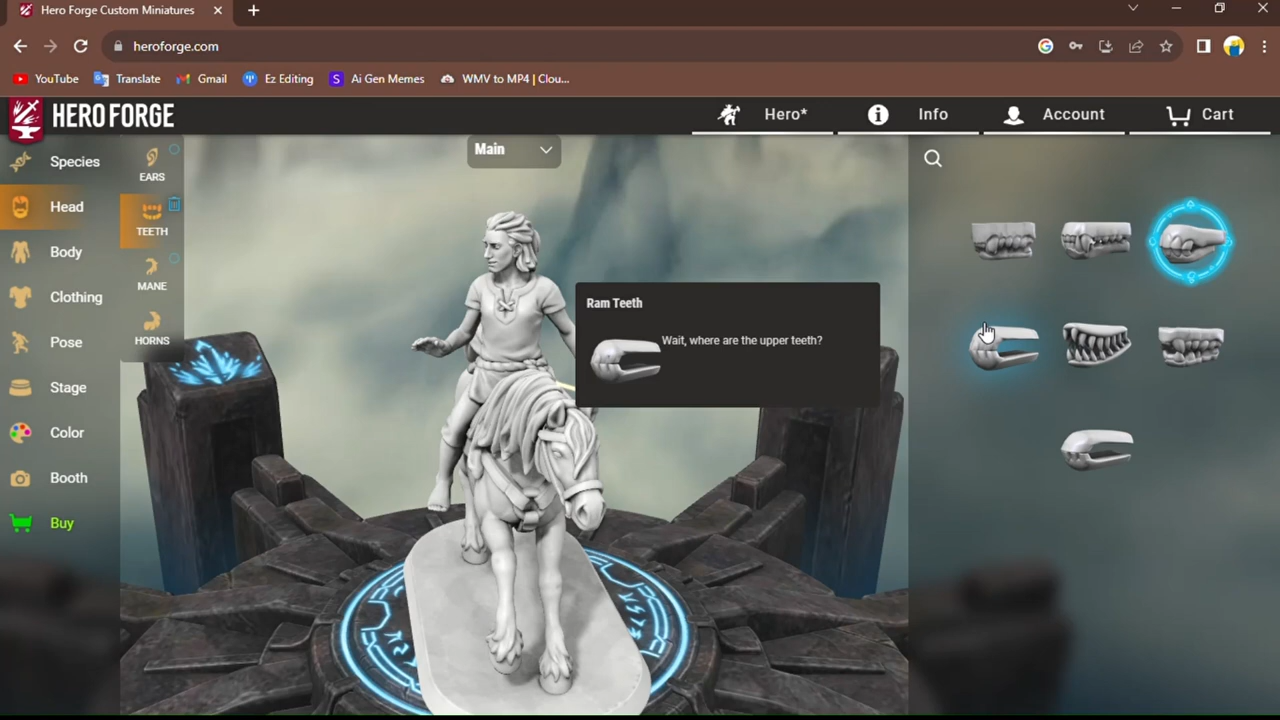 Hero Forge Custom Miniatures
heroforge.com
YouTube Translate Gmail Ez Editing Ai Gen Memes WMV to MP4 | Clou...
HERO FORGE
Hero* Info Account Cart
Species
Head
Body
Clothing
Pose
Stage
Color
Booth
Buy
EARS
TEETH
MANE
HORNS
Main
Ram Teeth
Wait, where are the upper teeth?